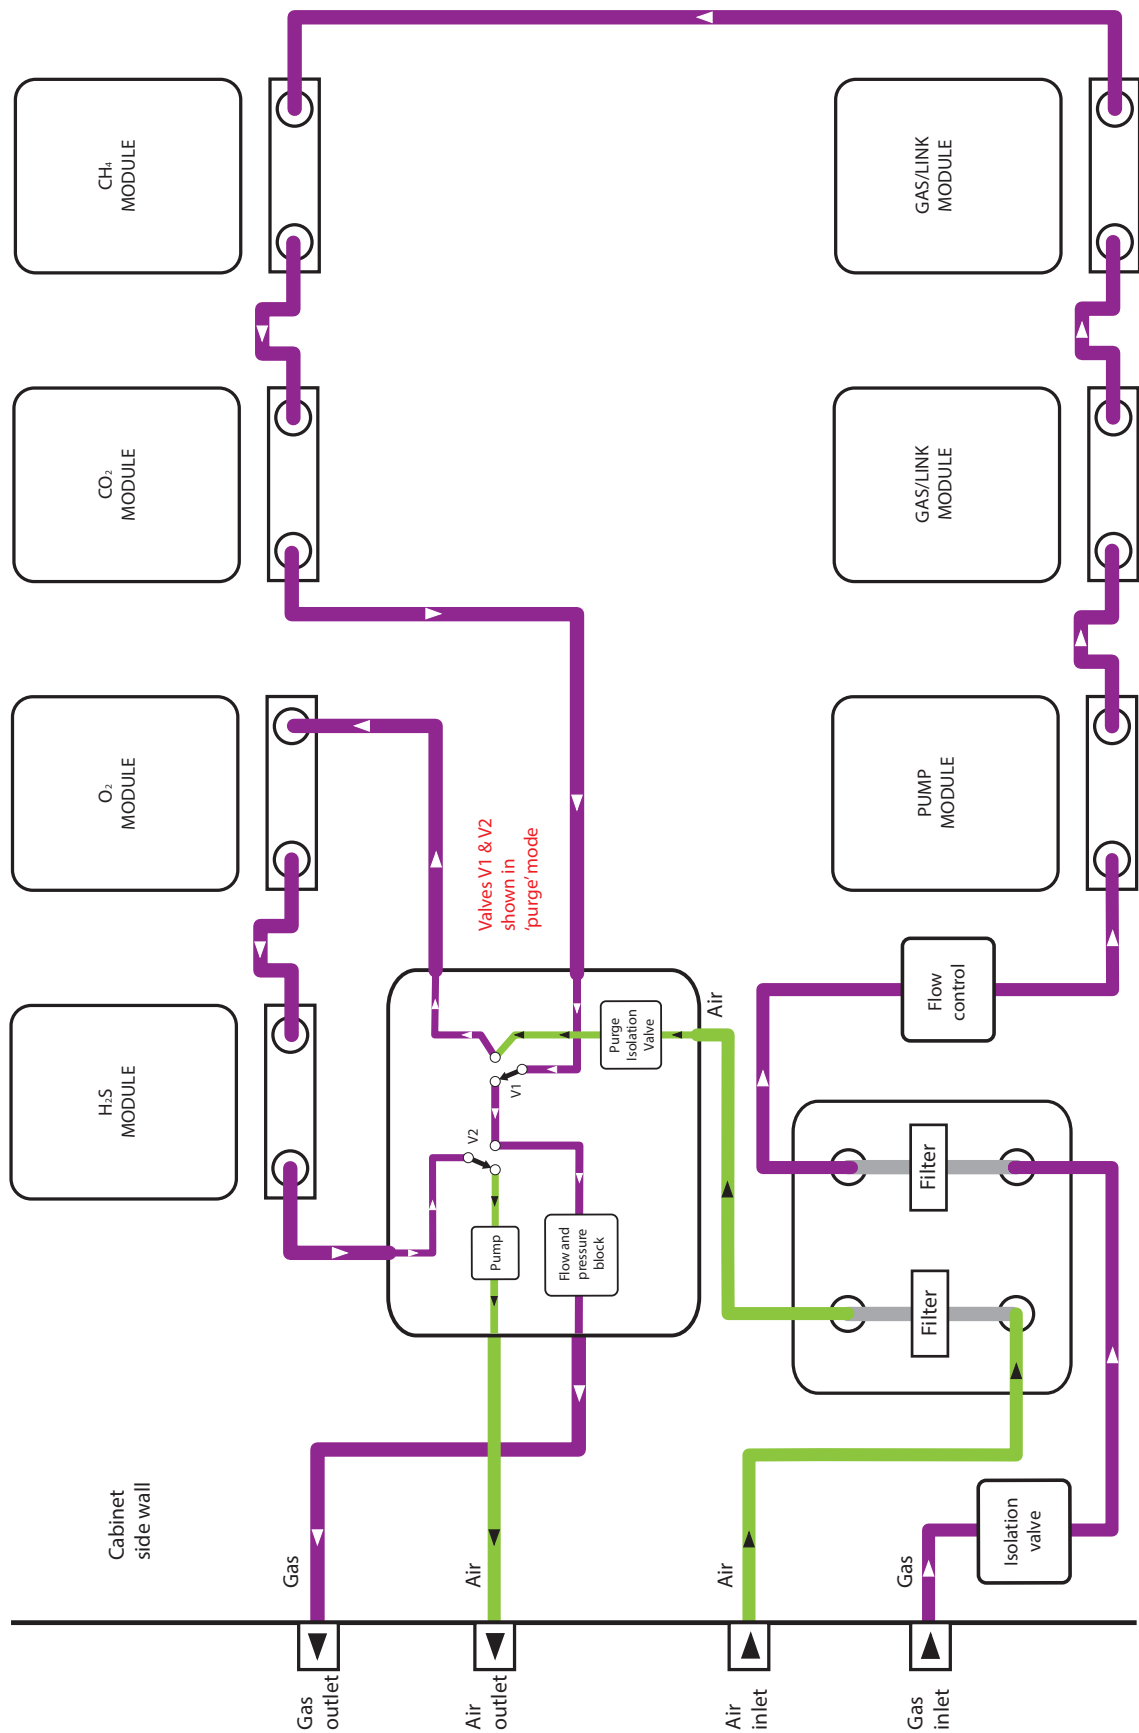 H₂S
MODULE
O₂
MODULE
CO₂
MODULE
CH₄
MODULE
Cabinet
side wall
Gas
outlet
Gas
Air
outlet
Air
Pump
Flow and
pressure
block
V2
V1
Purge
Isolation
Valve
Air
Valves V1 & V2
shown in
‘purge’ mode
Air
inlet
Air
Gas
inlet
Gas
Isolation
valve
Filter
Filter
Flow
control
PUMP
MODULE
GAS/LINK
MODULE
GAS/LINK
MODULE